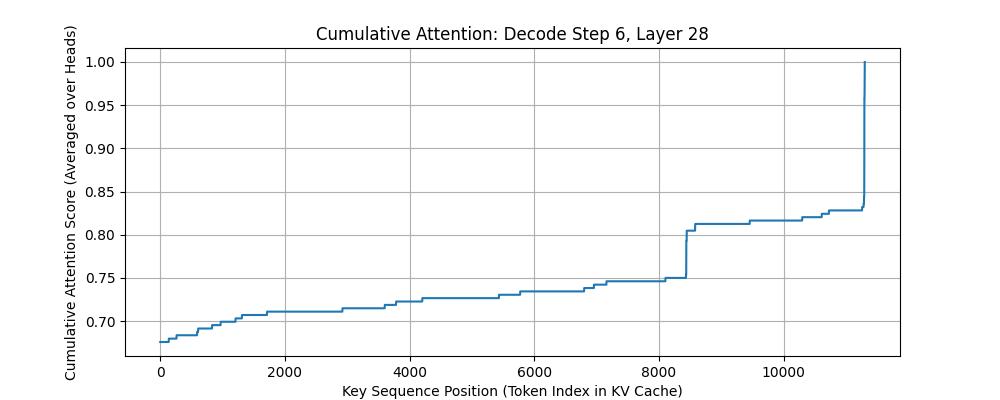 Cumulative Attention: Decode Step 6, Layer 28
Cumulative Attention Score (Averaged over Heads)
1.00
0.95
0.90
0.85
0.80
0.75
0.70
0 2000 4000 6000 8000 10000
Key Sequence Position (Token Index in KV Cache)